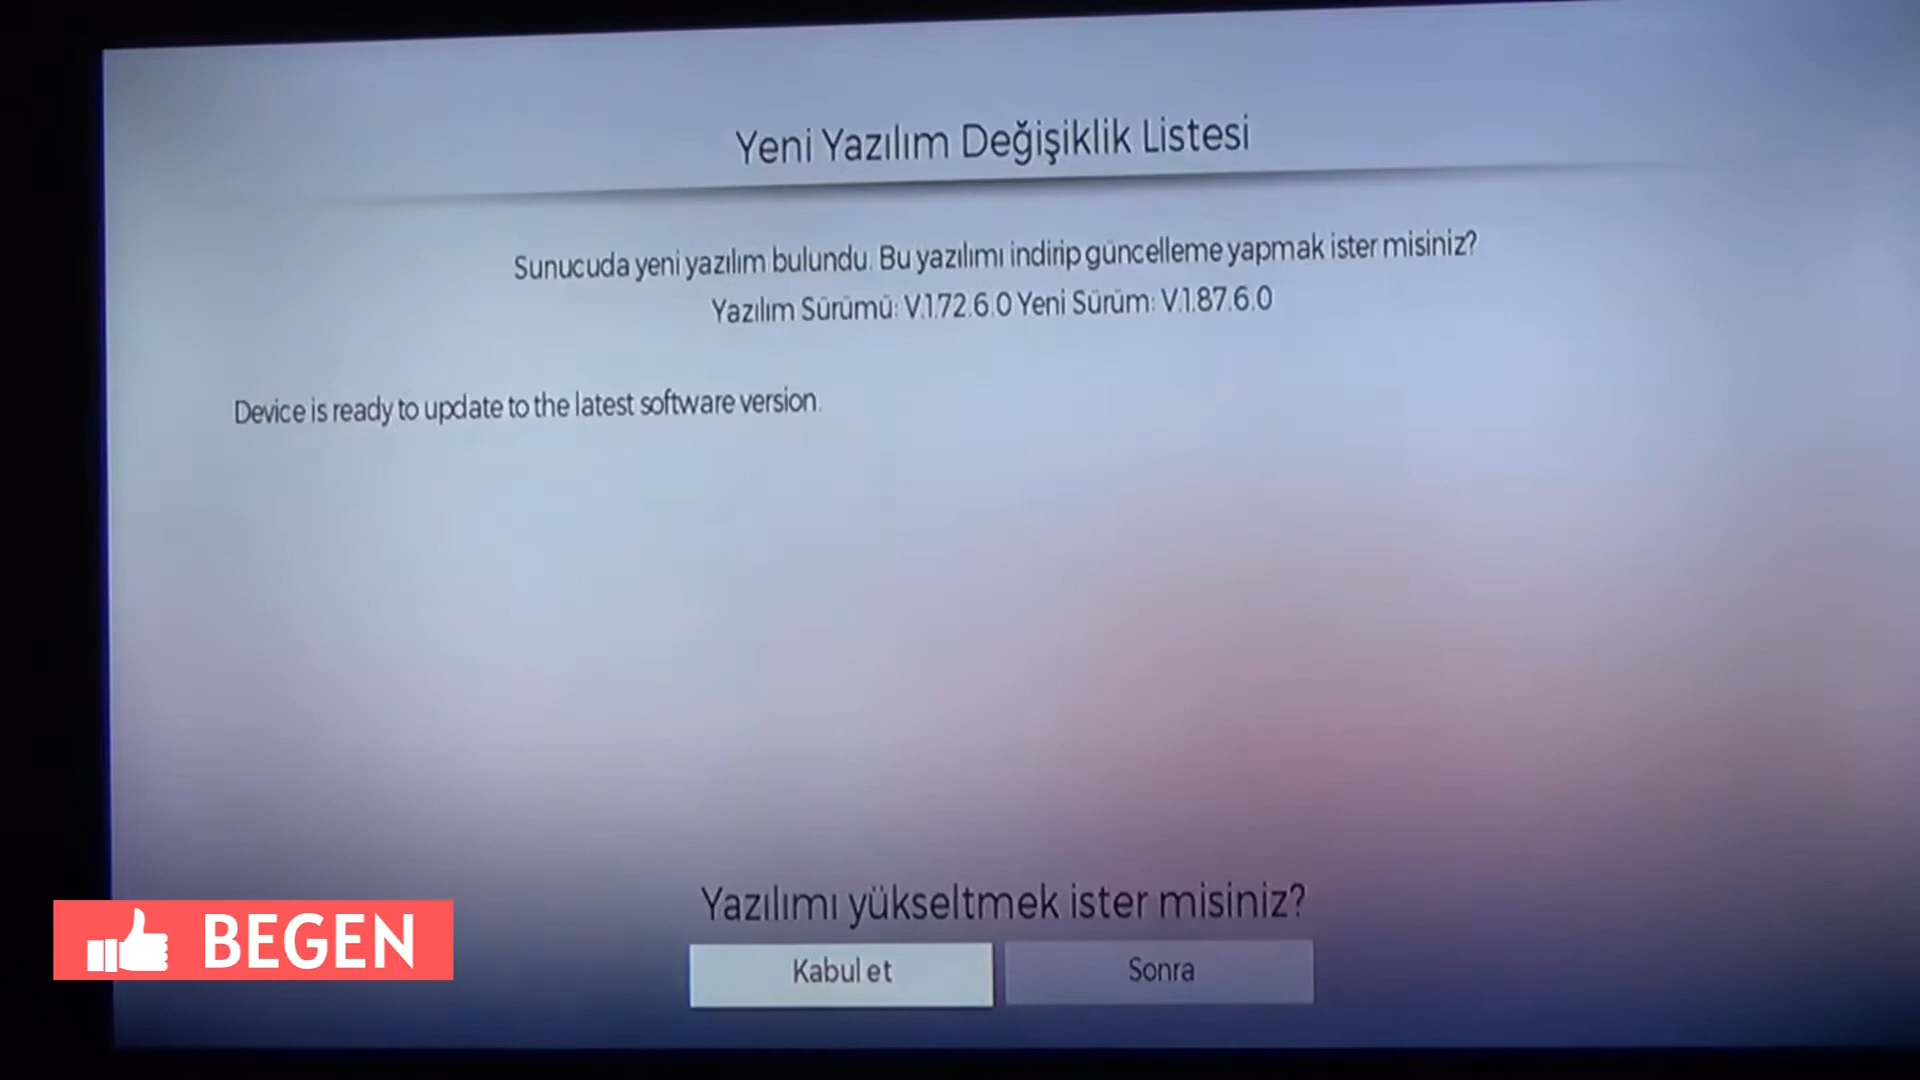 Yeni Yazılım Değişiklik Listesi
Sunucuda yeni yazılım bulundu. Bu yazılımı indirip güncelleme yapmak ister misiniz?
Yazılım Sürümü: V.1.72.6.0 Yeni Sürüm: V.1.87.6.0
Device is ready to update to the latest software version.
Yazılımı yükseltmek ister misiniz?
Kabul et
Sonra
BEGEN